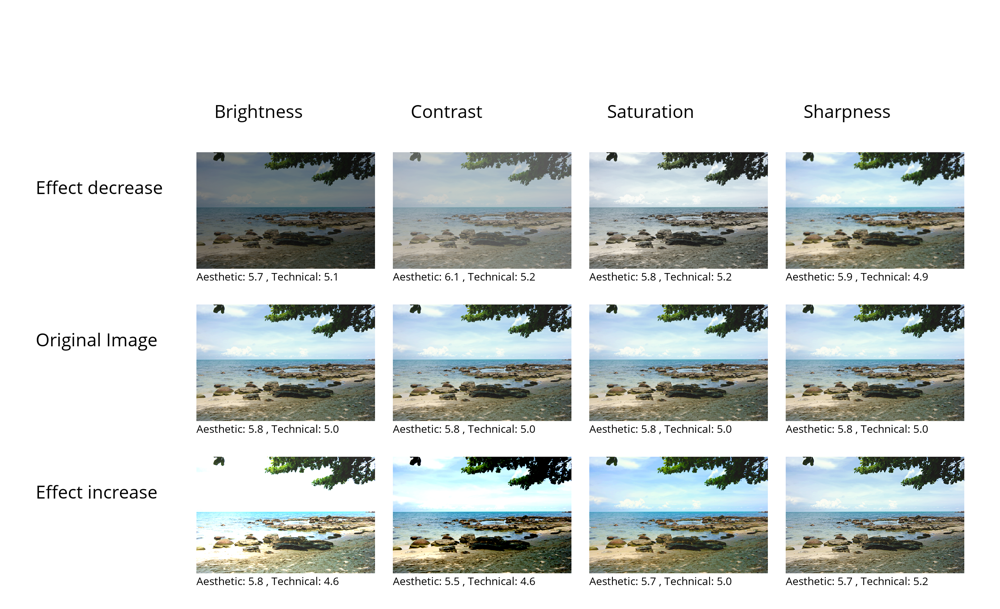 Brightness Contrast Saturation Sharpness
Effect decrease
Aesthetic: 5.7 , Technical: 5.1 Aesthetic: 6.1 , Technical: 5.2 Aesthetic: 5.8 , Technical: 5.2 Aesthetic: 5.9 , Technical: 4.9
Original Image
Aesthetic: 5.8 , Technical: 5.0 Aesthetic: 5.8 , Technical: 5.0 Aesthetic: 5.8 , Technical: 5.0 Aesthetic: 5.8 , Technical: 5.0
Effect increase
Aesthetic: 5.8 , Technical: 4.6 Aesthetic: 5.5 , Technical: 4.6 Aesthetic: 5.7 , Technical: 5.0 Aesthetic: 5.7 , Technical: 5.2